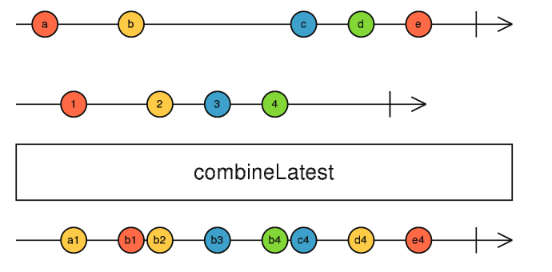 a b c d e
1 2 3 4
combineLatest
a1 b1 b2 b3 b4 c4 d4 e4